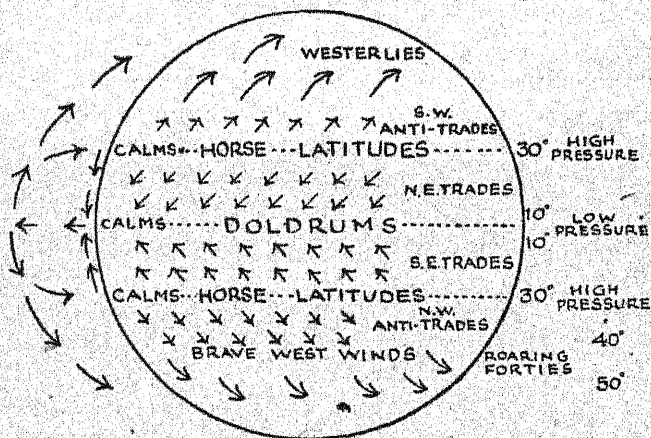 WESTERLIES
S.W.
ANTI-TRADES
CALMS--HORSE---LATITUDES-------30° HIGH
PRESSURE
N.E. TRADES
10°
CALMS------DOLDRUMS---------- LOW
PRESSURE
10°
S.E. TRADES
CALMS--HORSE---LATITUDES-------30° HIGH
PRESSURE
N.W.
ANTI-TRADES
40°
BRAVE WEST WINDS
ROARING
FORTIES
50°